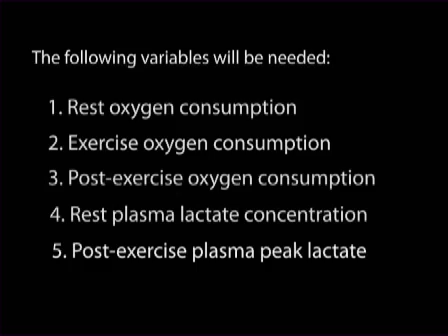 The following variables will be needed:
1. Rest oxygen consumption
2. Exercise oxygen consumption
3. Post-exercise oxygen consumption
4. Rest plasma lactate concentration
5. Post-exercise plasma peak lactate